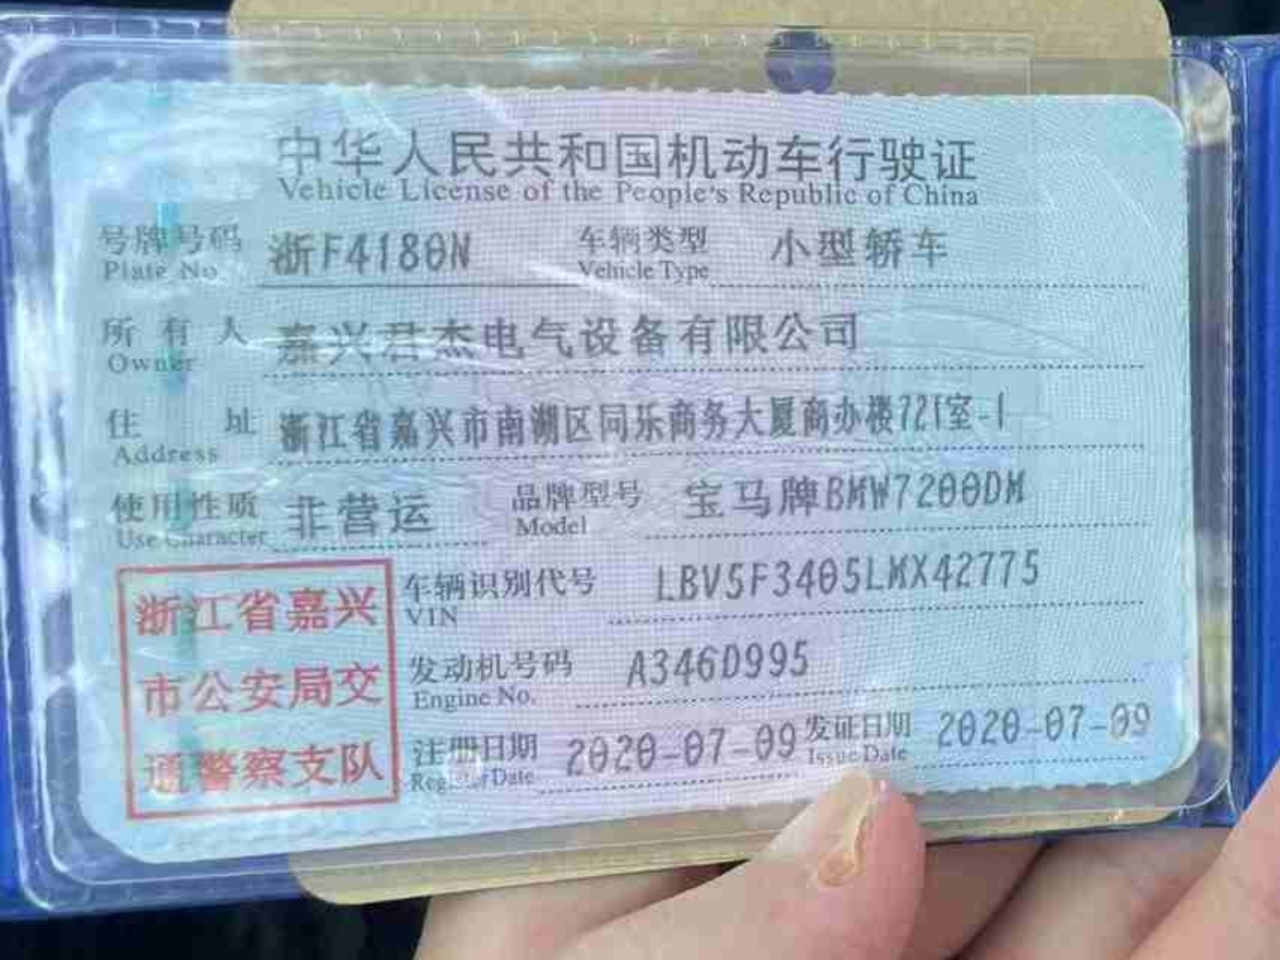 中华人民共和国机动车行驶证
Vehicle License of the People's Republic of China
号牌号码 浙F4180N 车辆类型 小型轿车
Plate No. Vehicle Type
所有人 嘉兴君杰电气设备有限公司
Owner
住址 浙江省嘉兴市南湖区同乐商务大厦商办楼721室-1
Address
使用性质 非营运 品牌型号 宝马牌BMW7200DM
Use Character Model
浙江省嘉兴
市公安局交
通警察支队
车辆识别代号 LBV5F3405LMX42775
VIN
发动机号码 A346D995
Engine No.
注册日期 2020-07-09 发证日期 2020-07-09
Register Date Issue Date